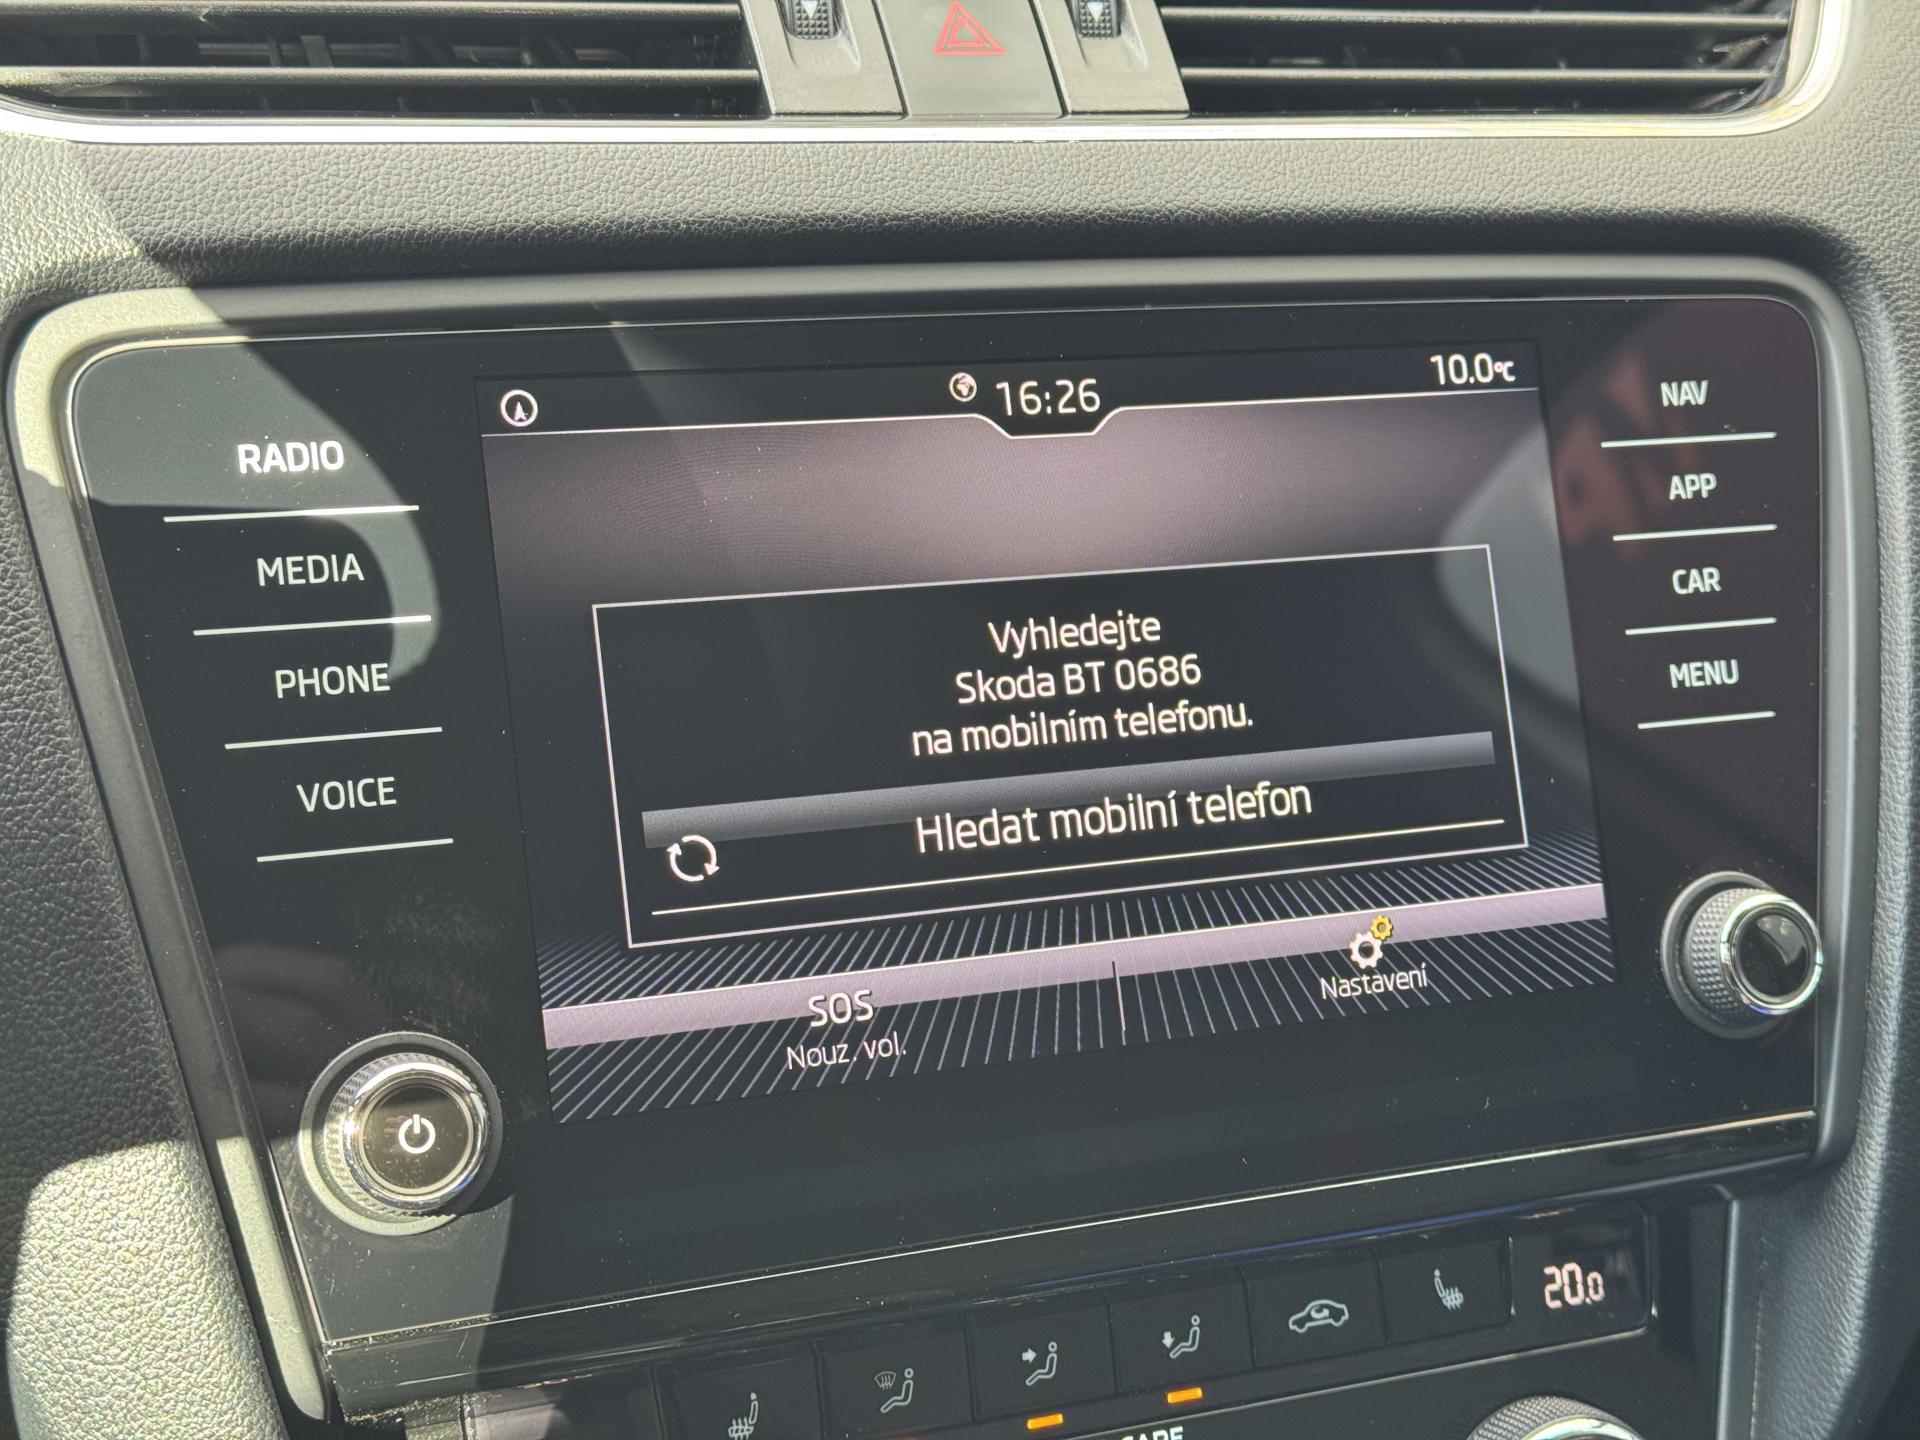 16:26
10.0°C
RADIO
MEDIA
PHONE
VOICE
NAV
APP
CAR
MENU
Vyhledejte
Skoda BT 0686
na mobilním telefonu.
Hledat mobilní telefon
SOS
Nouz. vol.
Nastavení
20.0